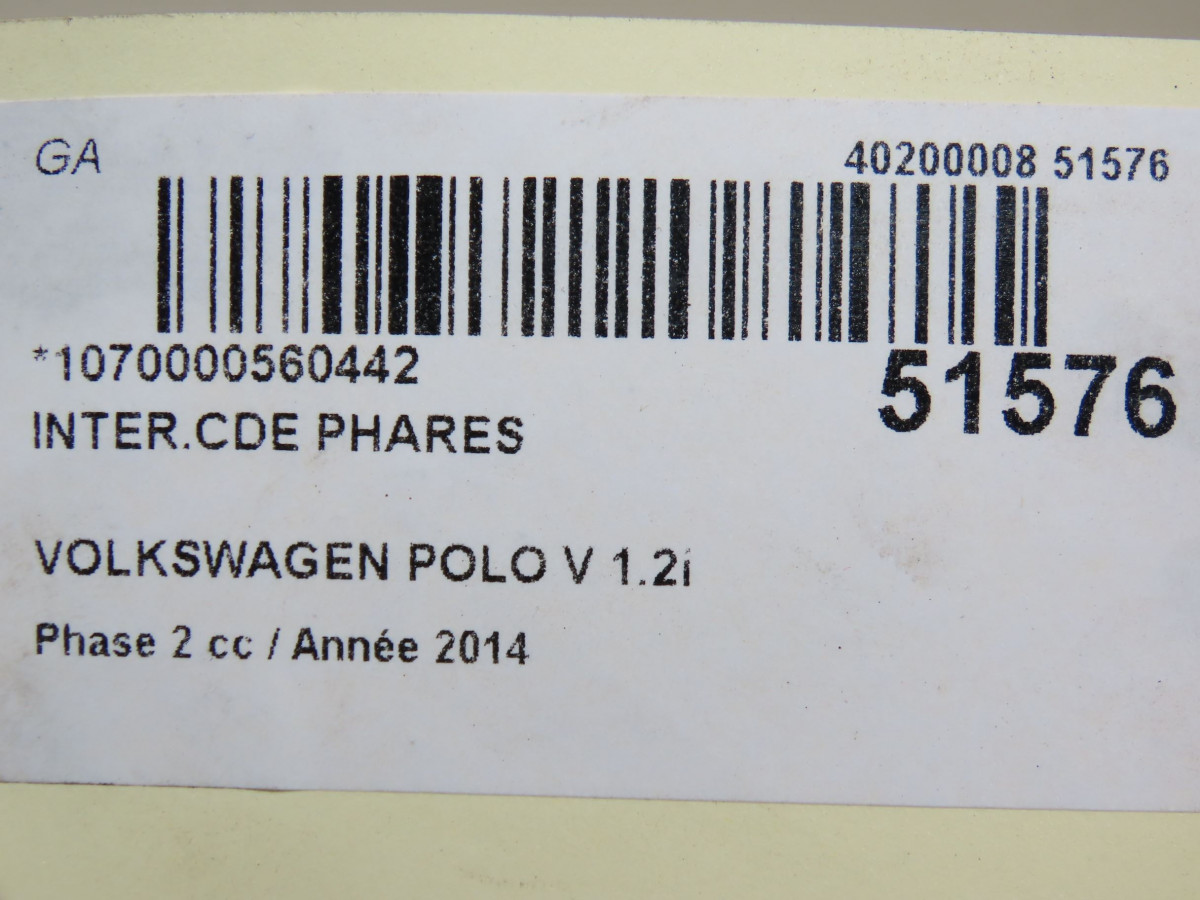 GA
40200008 51576
*1070000560442
51576
INTER.CDE PHARES
VOLKSWAGEN POLO V 1.2i
Phase 2 cc / Année 2014